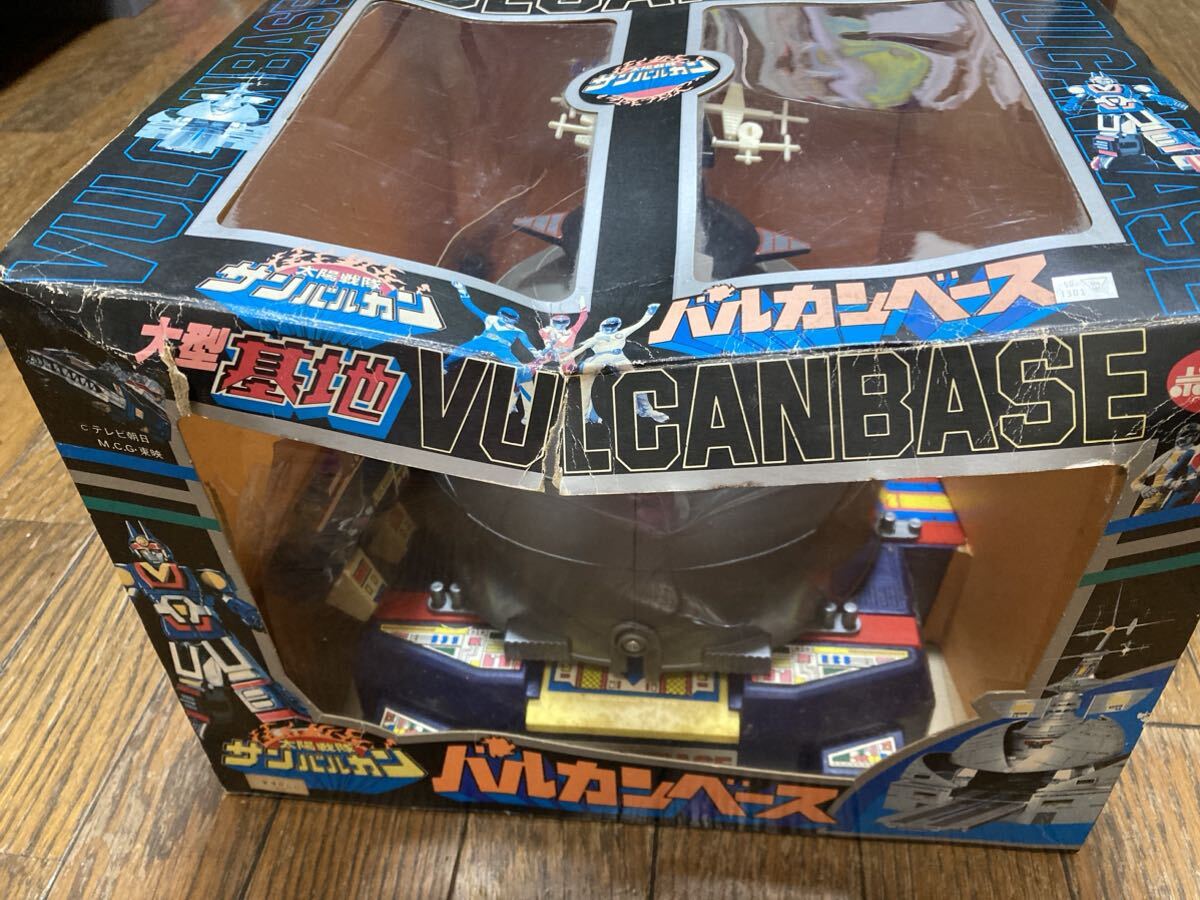 VULCANBASE
太陽戦隊
サンバルカン
VULCANBASE
太陽戦隊
サンバルカン
バルカンベース
1301
大型基地
VULCANBASE
ポ
©テレビ朝日
M.C.G・東映
太陽戦隊
サンバルカン
バルカンベース